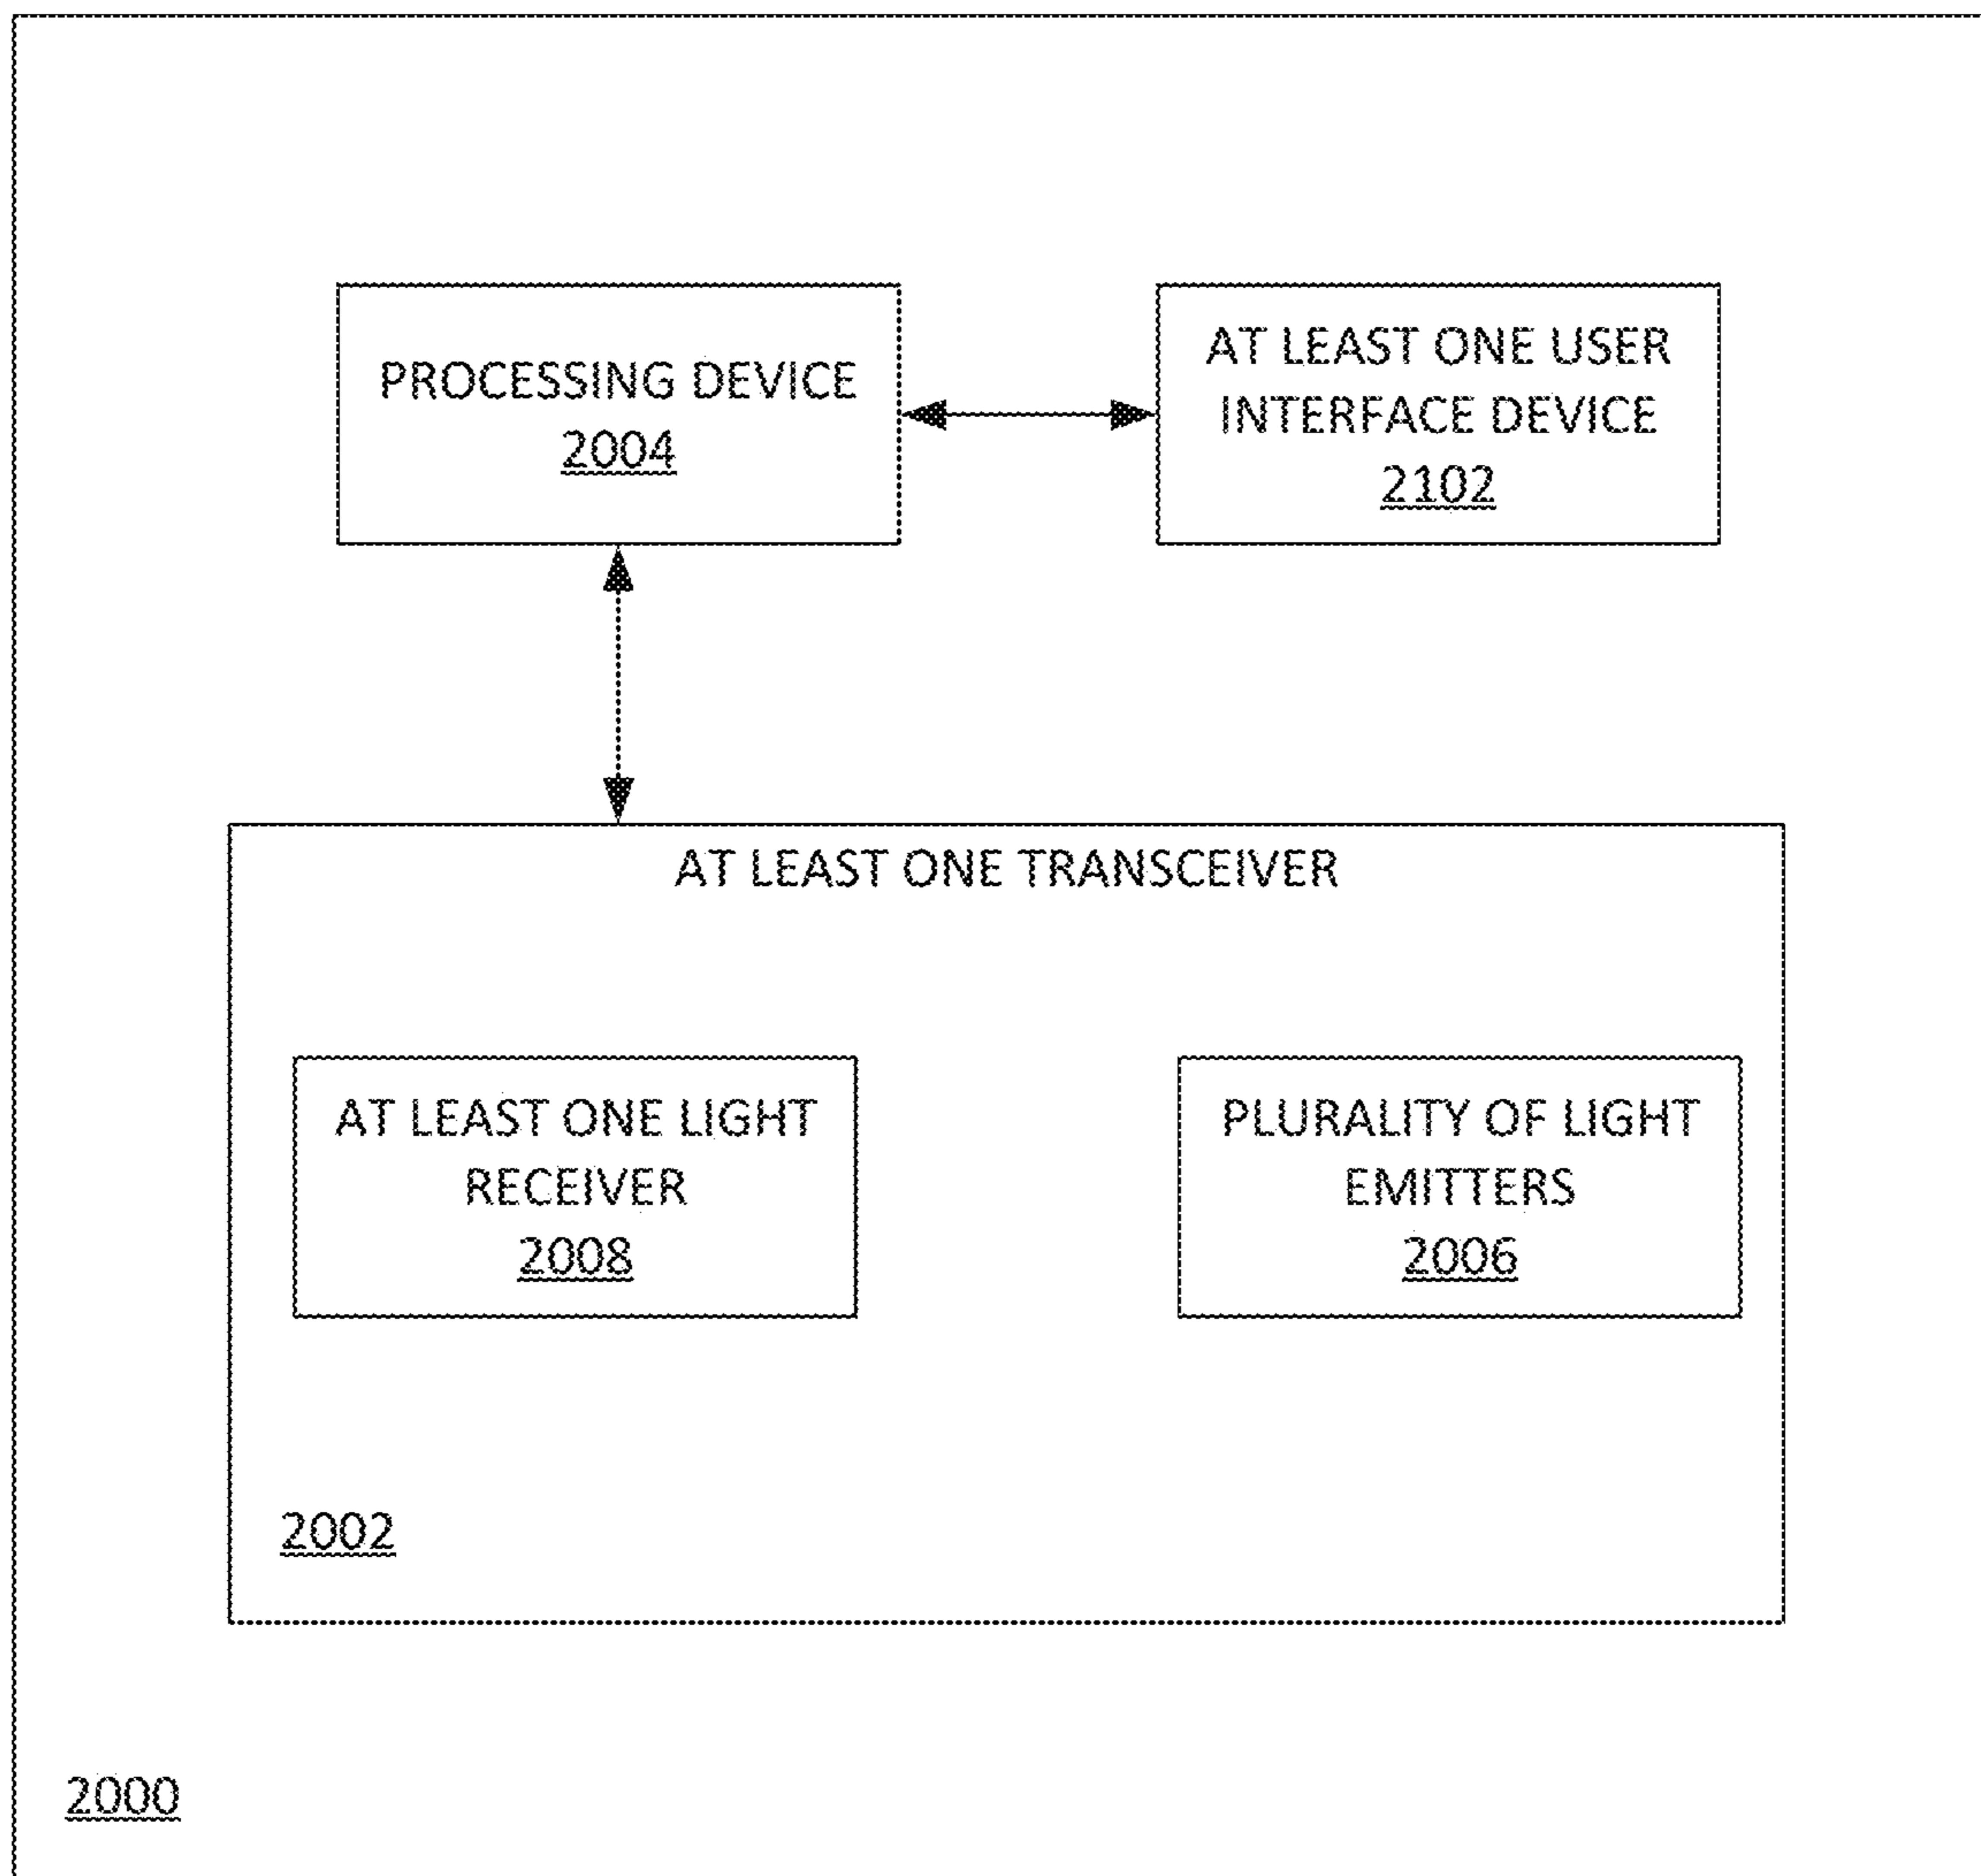 PROCESSING DEVICE
2004
AT LEAST ONE USER
INTERFACE DEVICE
2102
AT LEAST ONE TRANSCEIVER
AT LEAST ONE LIGHT
RECEIVER
2008
PLURALITY OF LIGHT
EMITTERS
2006
2002
2000